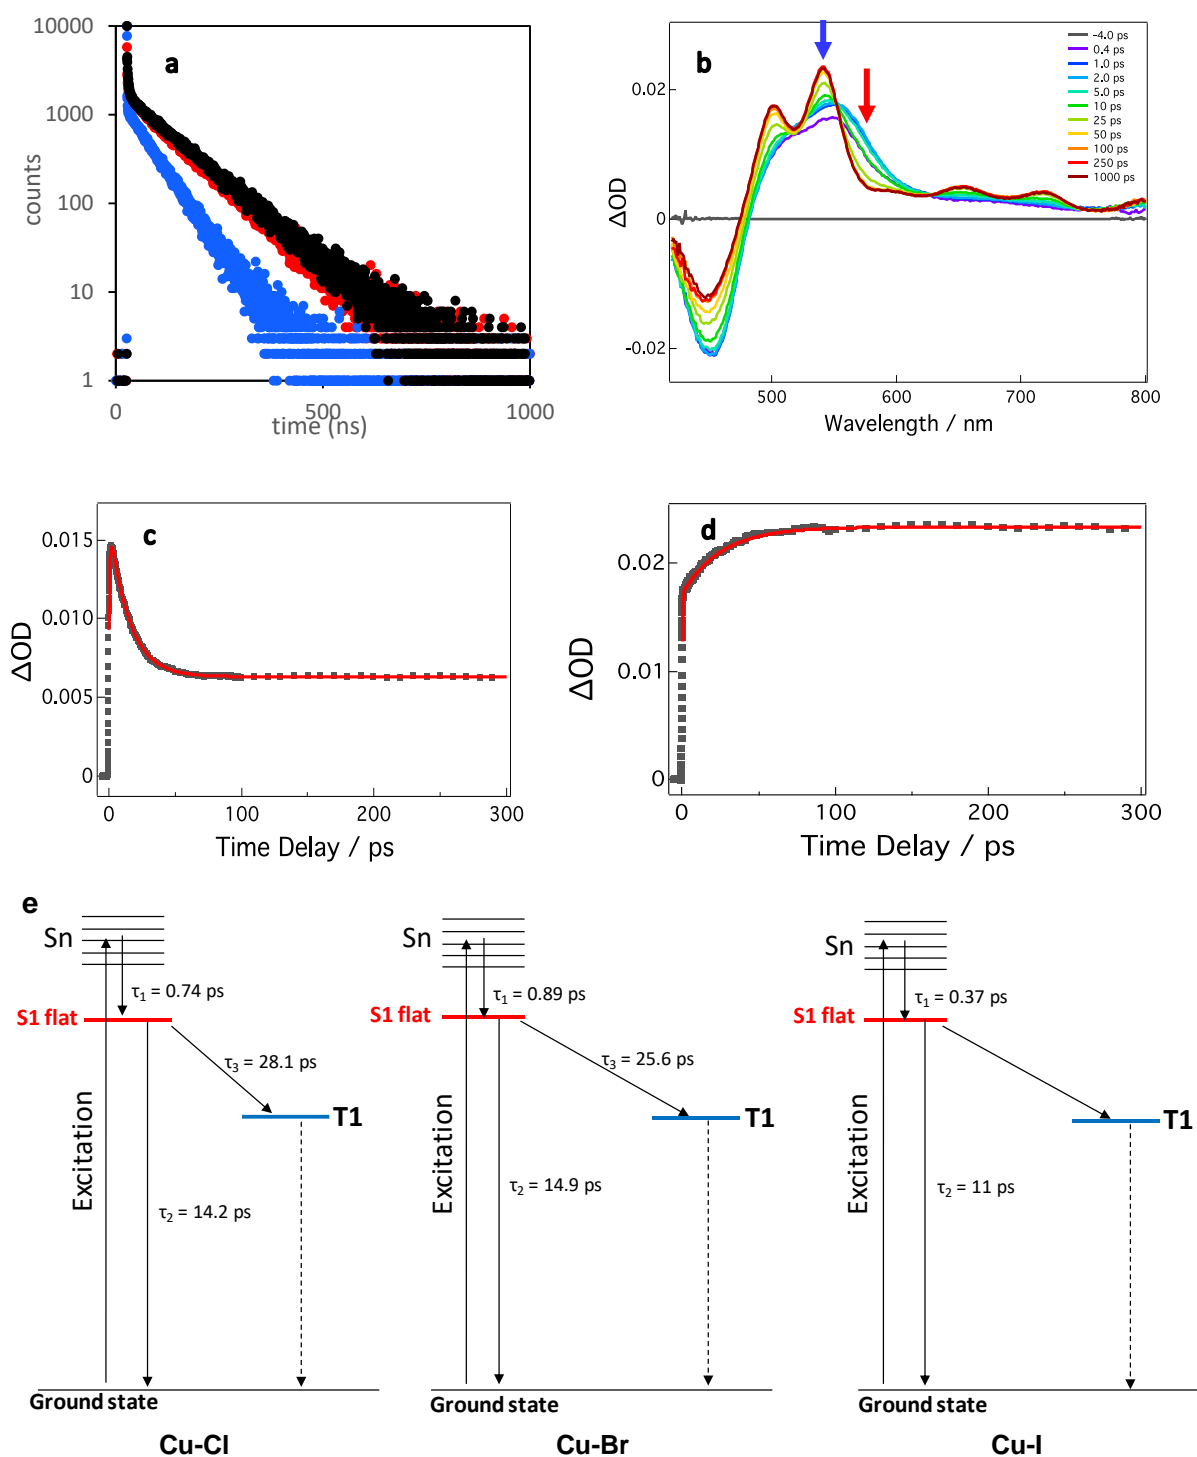 a
10000
1000
100
10
1
counts
0
500
1000
time (ns)
b
-4.0 ps
0.4 ps
1.0 ps
2.0 ps
5.0 ps
10 ps
25 ps
50 ps
100 ps
250 ps
1000 ps
0.02
0
-0.02
ΔOD
500
600
700
800
Wavelength / nm
c
0.015
0.010
0.005
0
ΔOD
0
100
200
300
Time Delay / ps
d
0.02
0.01
0
ΔOD
0
100
200
300
Time Delay / ps
e
Sn
τ1 = 0.74 ps
S1 flat
τ3 = 28.1 ps
T1
Excitation
τ2 = 14.2 ps
Ground state
Cu-Cl
Sn
τ1 = 0.89 ps
S1 flat
τ3 = 25.6 ps
T1
Excitation
τ2 = 14.9 ps
Ground state
Cu-Br
Sn
τ1 = 0.37 ps
S1 flat
T1
Excitation
τ2 = 11 ps
Ground state
Cu-I